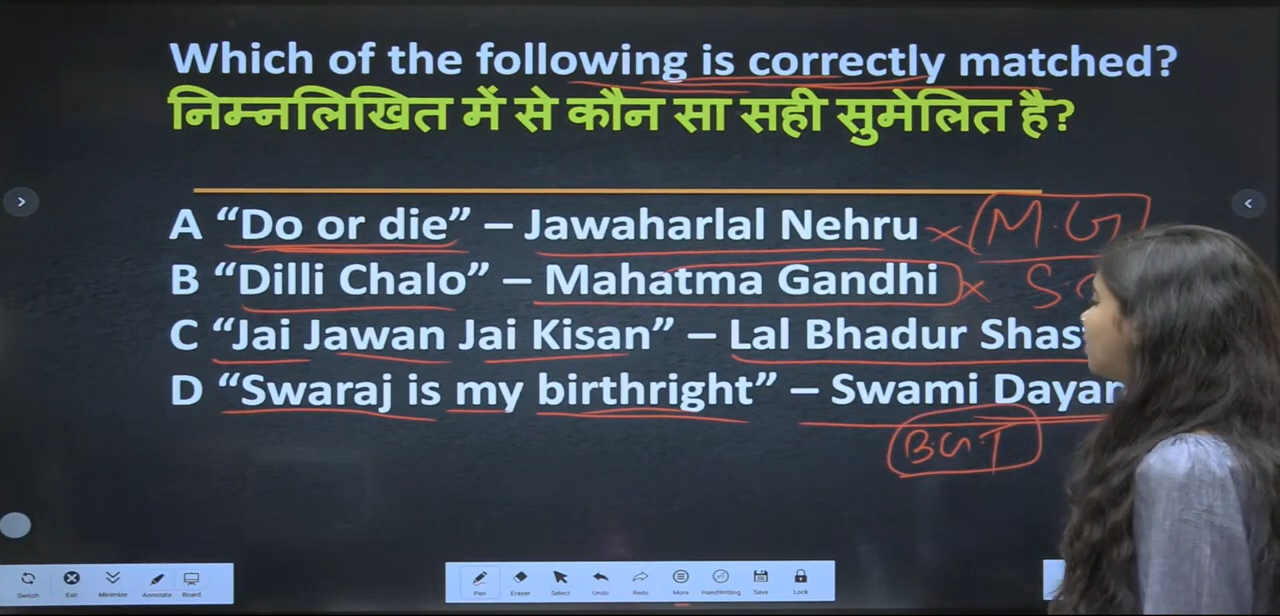 Which of the following is correctly matched?
निम्नलिखित में से कौन सा सही सुमेलित है?
A “Do or die” – Jawaharlal Nehru × M.G
B “Dilli Chalo” – Mahatma Gandhi × S.
C “Jai Jawan Jai Kisan” – Lal Bhadur
D “Swaraj is my birthright” – Swami
B.G.T
Switch Exit Minimize Annotate Board Pen Eraser Select Undo Redo More HandWriting Save Lock